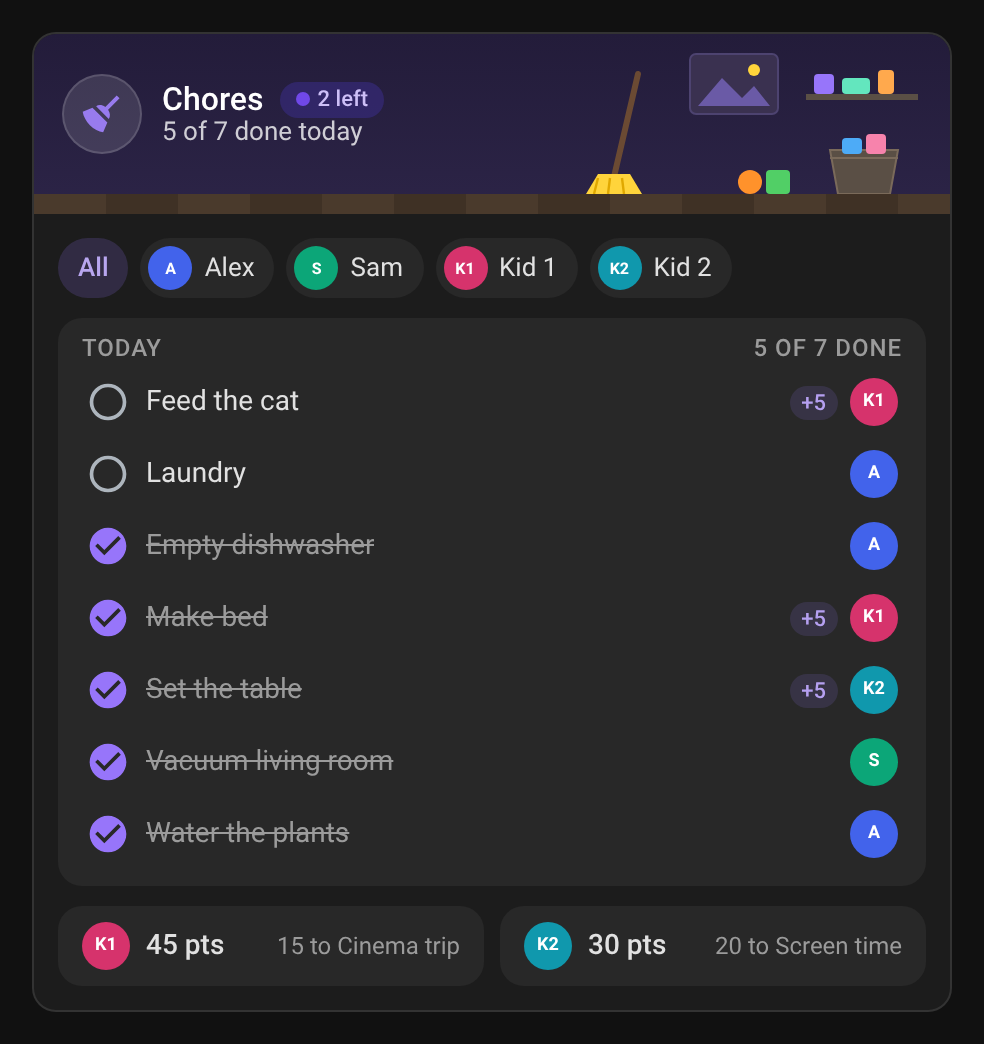 Chores 2 left
5 of 7 done today
All A Alex S Sam K1 Kid 1 K2 Kid 2
TODAY 5 OF 7 DONE
Feed the cat +5 K1
Laundry A
Empty dishwasher A
Make bed +5 K1
Set the table +5 K2
Vacuum living room S
Water the plants A
K1 45 pts 15 to Cinema trip K2 30 pts 20 to Screen time